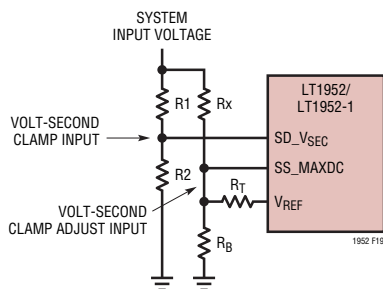 SYSTEM
INPUT VOLTAGE
R1
Rx
LT1952/
LT1952-1
VOLT-SECOND
CLAMP INPUT
SD_VSEC
R2
SS_MAXDC
VOLT-SECOND
CLAMP ADJUST INPUT
RT
VREF
RB
1952 F19